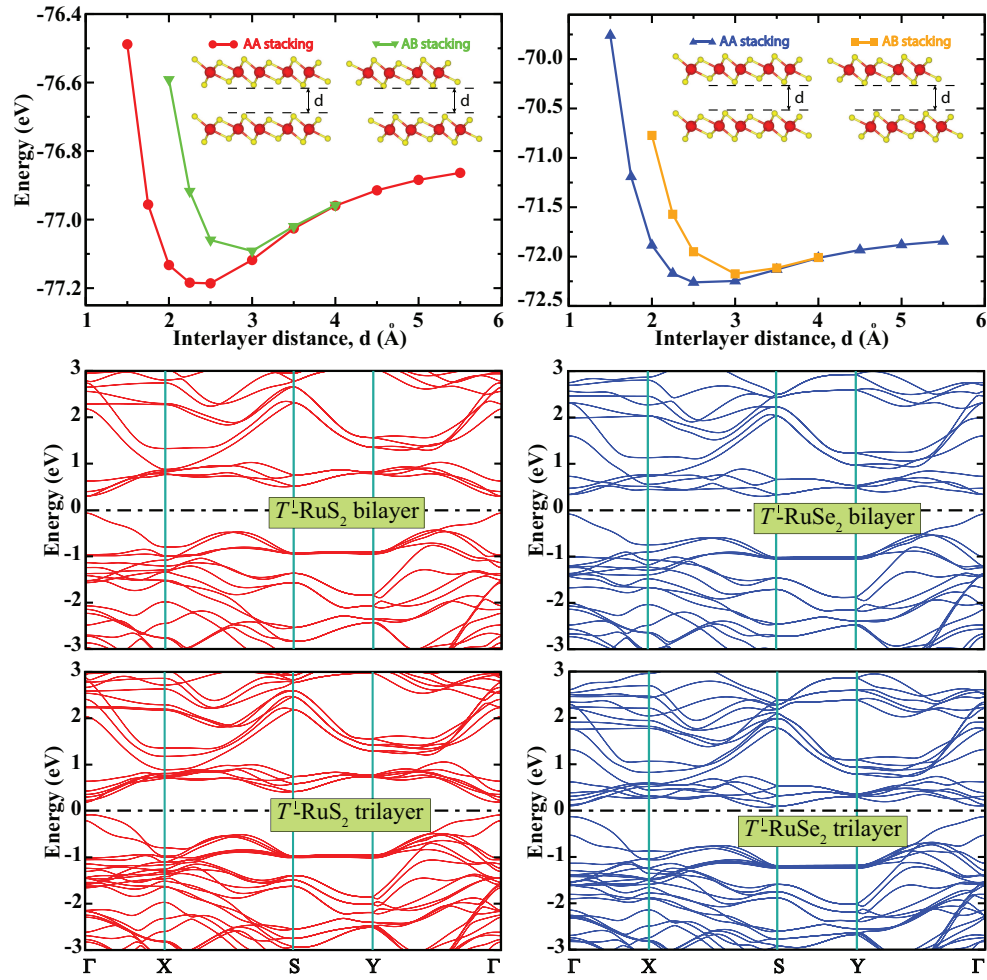 -76.4
-76.6
-76.8
-77.0
-77.2
Energy (eV)
AA stacking
AB stacking
d
d
1 2 3 4 5 6
Interlayer distance, d (Å)
-70.0
-70.5
-71.0
-71.5
-72.0
-72.5
Energy (eV)
AA stacking
AB stacking
d
d
1 2 3 4 5 6
Interlayer distance, d (Å)
3
2
1
0
-1
-2
-3
Energy (eV)
T'-RuS2 bilayer
3
2
1
0
-1
-2
-3
Energy (eV)
T'-RuSe2 bilayer
3
2
1
0
-1
-2
-3
Energy (eV)
T'-RuS2 trilayer
Γ X S Y Γ
3
2
1
0
-1
-2
-3
Energy (eV)
T'-RuSe2 trilayer
Γ X S Y Γ